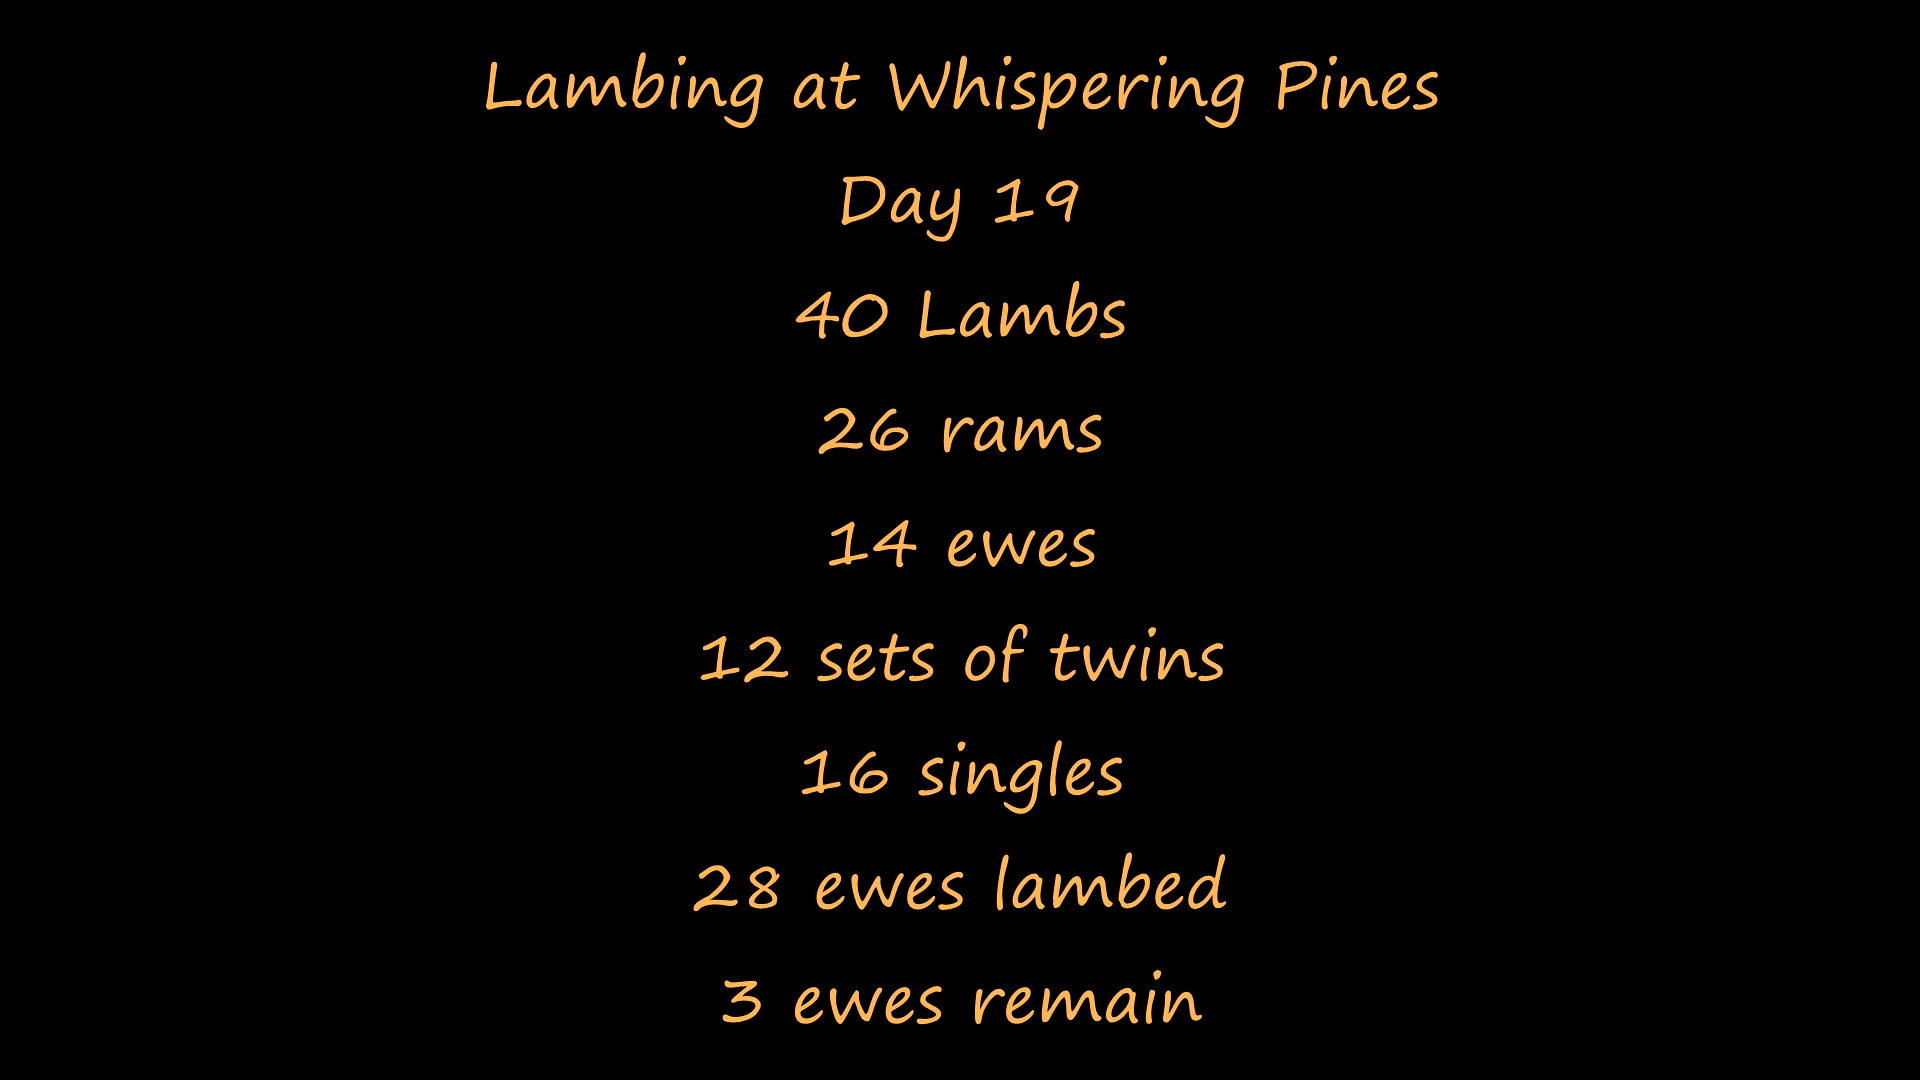 Lambing at Whispering Pines
Day 19
40 Lambs
26 rams
14 ewes
12 sets of twins
16 singles
28 ewes lambed
3 ewes remain